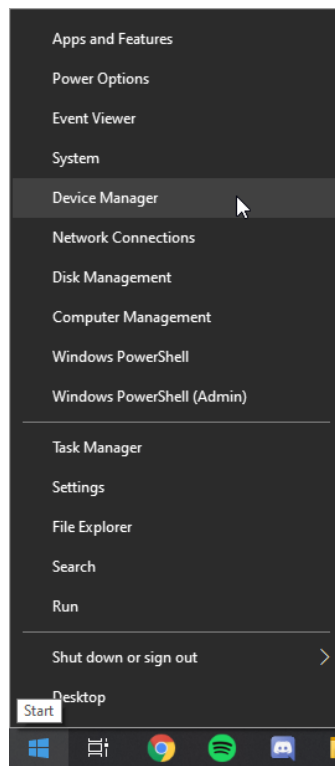 Apps and Features
Power Options
Event Viewer
System
Device Manager
Network Connections
Disk Management
Computer Management
Windows PowerShell
Windows PowerShell (Admin)
Task Manager
Settings
File Explorer
Search
Run
Shut down or sign out
Desktop
Start